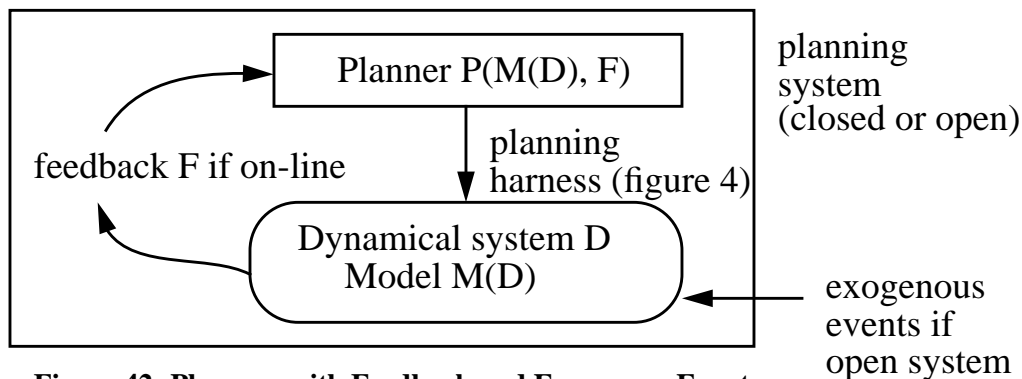 Planner P(M(D), F)
planning
system
(closed or open)
feedback F if on-line
planning
harness (figure 4)
Dynamical system D
Model M(D)
exogenous
events if
open system